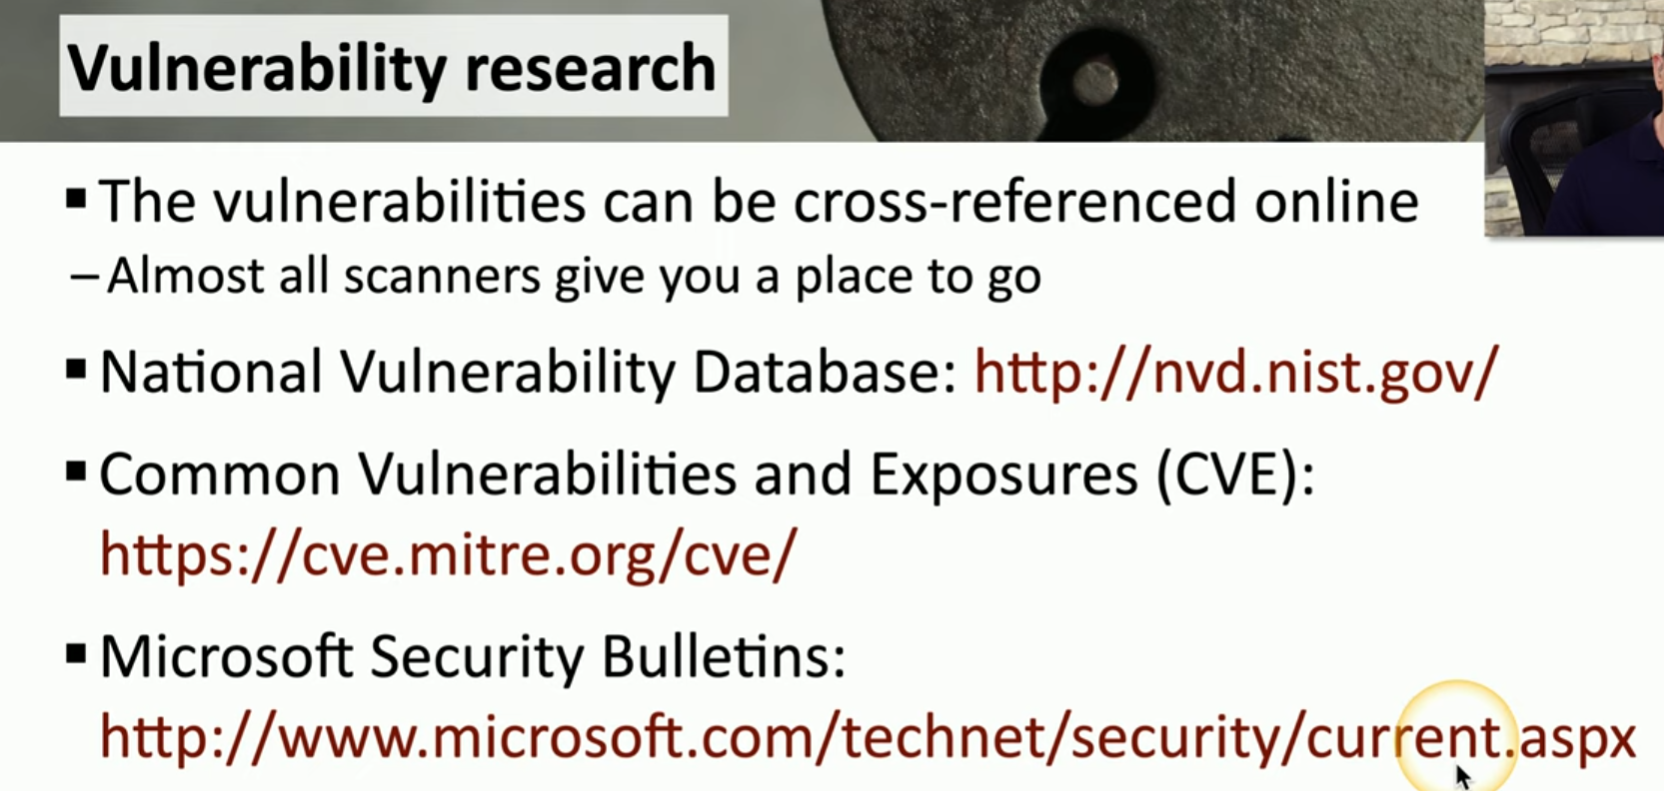 Vulnerability research
▪ The vulnerabilities can be cross-referenced online
– Almost all scanners give you a place to go
▪ National Vulnerability Database: http://nvd.nist.gov/
▪ Common Vulnerabilities and Exposures (CVE):
https://cve.mitre.org/cve/
▪ Microsoft Security Bulletins:
http://www.microsoft.com/technet/security/current.aspx